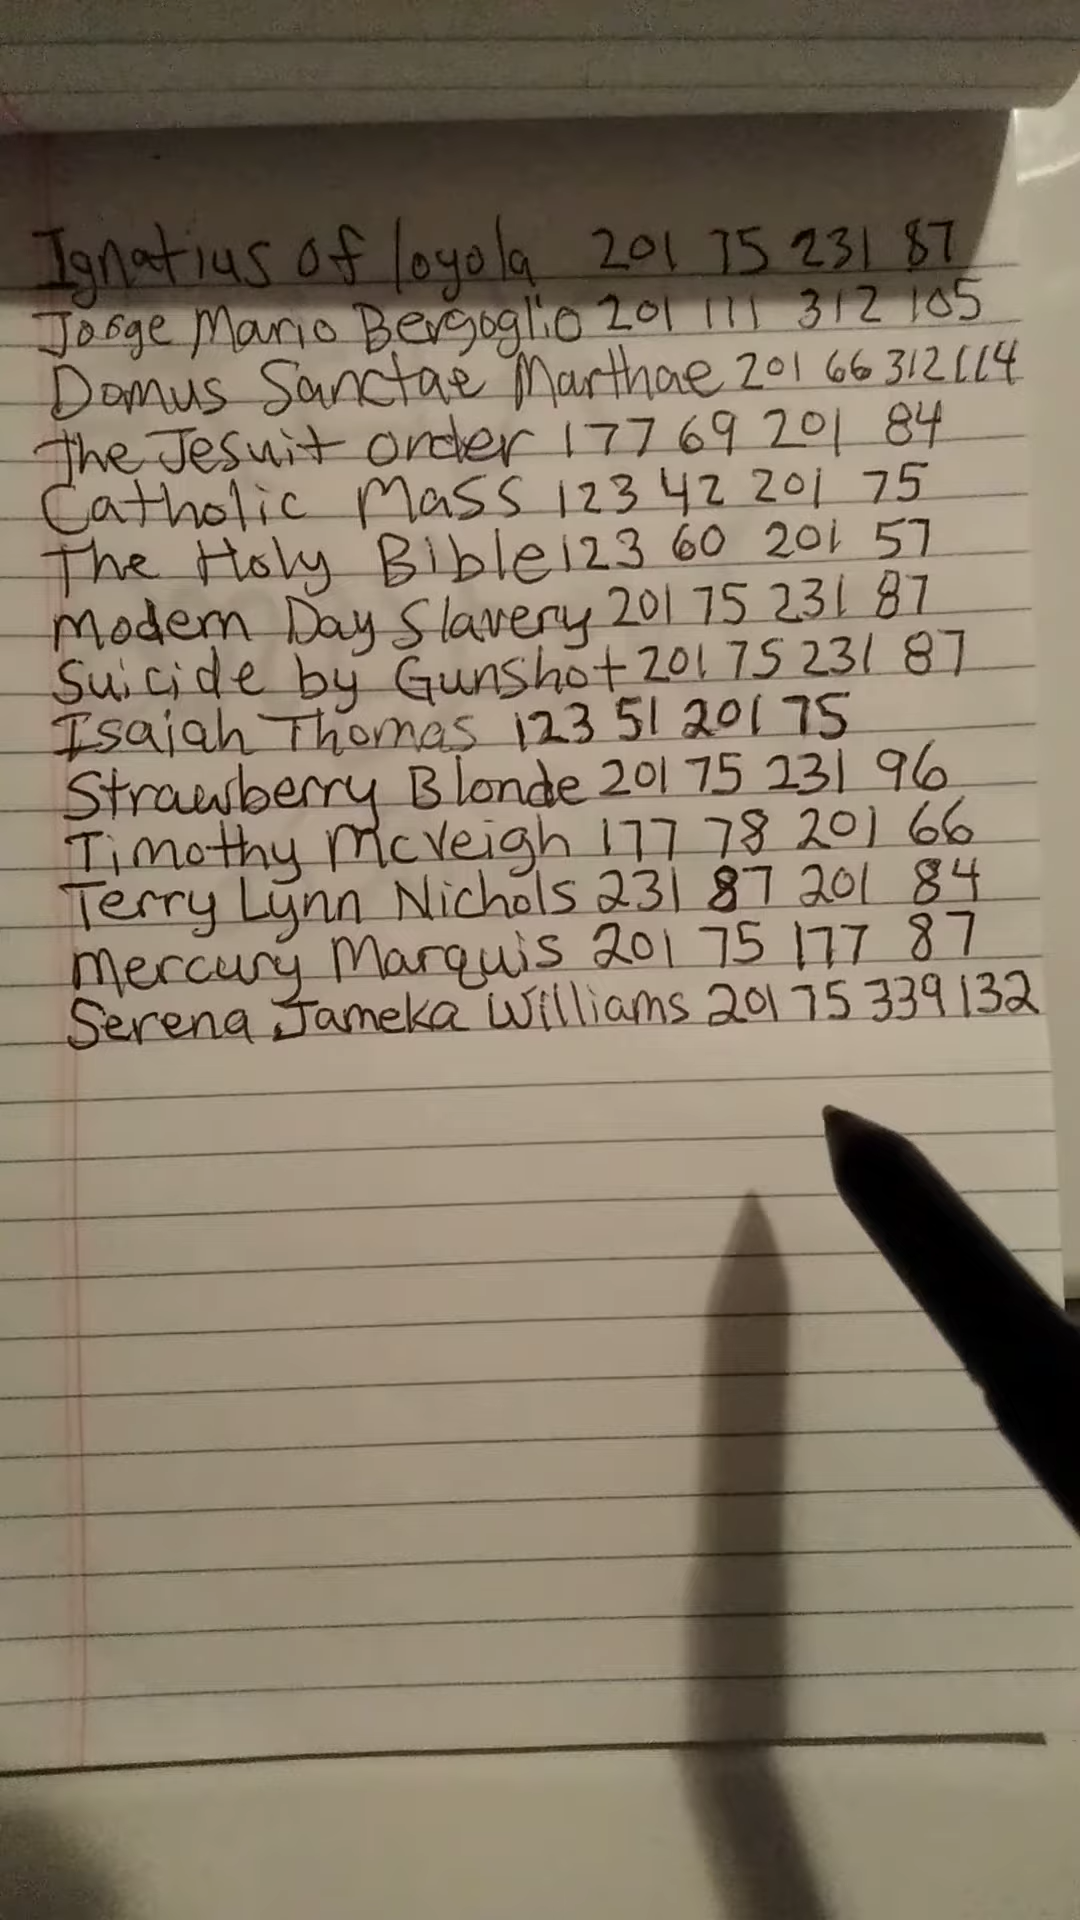 Ignatius of loyola 201 75 231 87
Jorge Mario Bergoglio 201 111 312 105
Domus Sanctae Marthae 201 66 312 114
The Jesuit order 177 69 201 84
Catholic Mass 123 42 201 75
The Holy Bible 123 60 201 57
Modern Day Slavery 201 75 231 87
Suicide by Gunshot 201 75 231 87
Isaiah Thomas 123 51 201 75
Strawberry Blonde 201 75 231 96
Timothy McVeigh 177 78 201 66
Terry Lynn Nichols 231 87 201 84
Mercury Marquis 201 75 177 87
Serena Jameka Williams 201 75 339 132